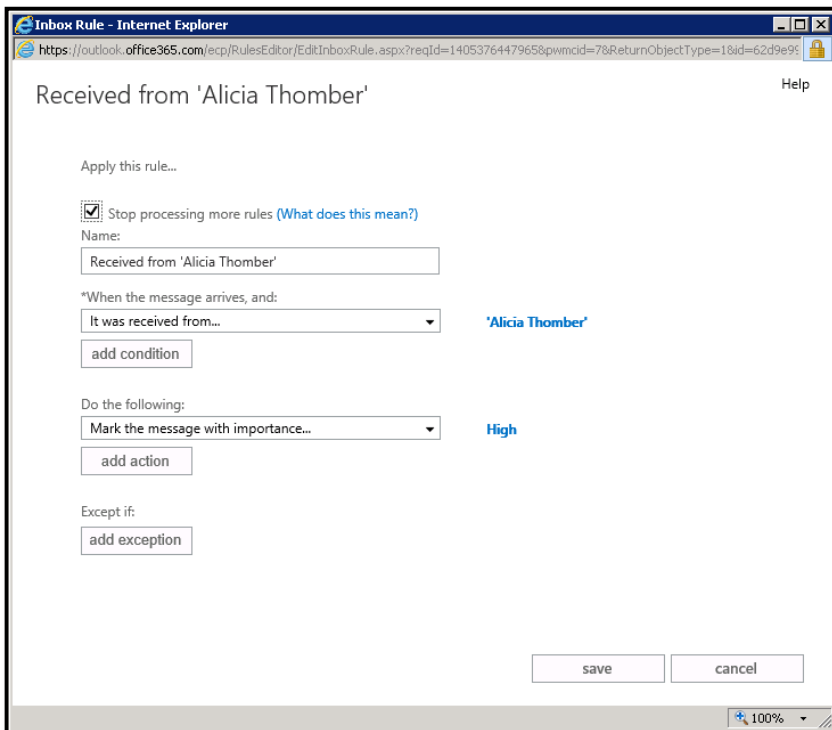 Inbox Rule - Internet Explorer
https://outlook.office365.com/ecp/RulesEditor/EditInboxRule.aspx?reqId=1405376447965&pwmcid=7&ReturnObjectType=1&id=62d9e99
Help
Received from 'Alicia Thomber'
Apply this rule...
Stop processing more rules (What does this mean?)
Name:
Received from 'Alicia Thomber'
*When the message arrives, and:
It was received from... 'Alicia Thomber'
add condition
Do the following:
Mark the message with importance... High
add action
Except if:
add exception
save cancel
100%